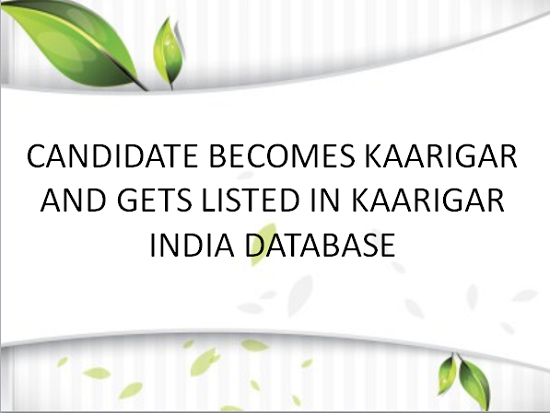 CANDIDATE BECOMES KAARIGAR
AND GETS LISTED IN KAARIGAR
INDIA DATABASE